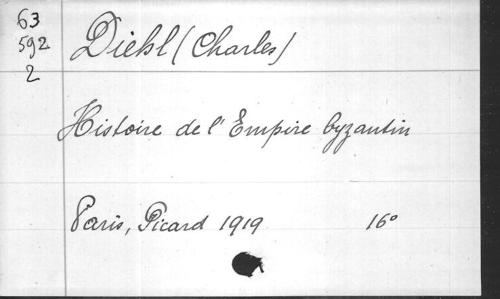 63
592
2
Diehl (Charles)
Histoire de l'Empire byzantin
Paris, Picard 1919 16°